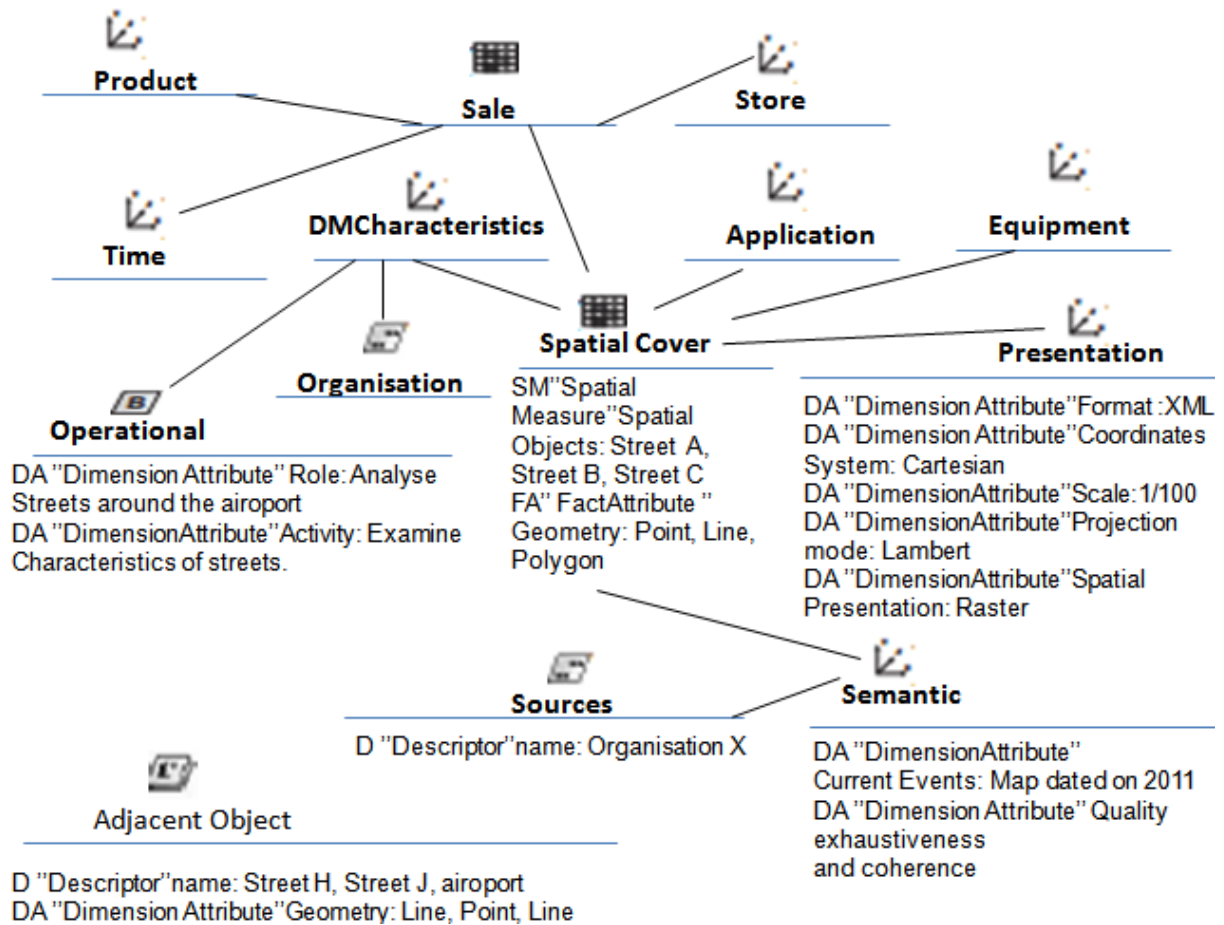 Product
Sale
Store
Time
DMCharacteristics
Application
Equipment
Spatial Cover
SM"Spatial
Measure"Spatial
Objects: Street A,
Street B, Street C
FA" FactAttribute "
Geometry: Point, Line,
Polygon
Presentation
DA "Dimension Attribute"Format :XML
DA "Dimension Attribute"Coordinates
System: Cartesian
DA "DimensionAttribute"Scale:1/100
DA "DimensionAttribute"Projection
mode: Lambert
DA "DimensionAttribute"Spatial
Presentation: Raster
Organisation
B
Operational
DA "Dimension Attribute" Role: Analyse
Streets around the airoport
DA "DimensionAttribute"Activity: Examine
Characteristics of streets.
Sources
D "Descriptor"name: Organisation X
Semantic
DA "DimensionAttribute"
Current Events: Map dated on 2011
DA "Dimension Attribute" Quality
exhaustiveness
and coherence
Adjacent Object
D "Descriptor"name: Street H, Street J, airoport
DA "Dimension Attribute"Geometry: Line, Point, Line